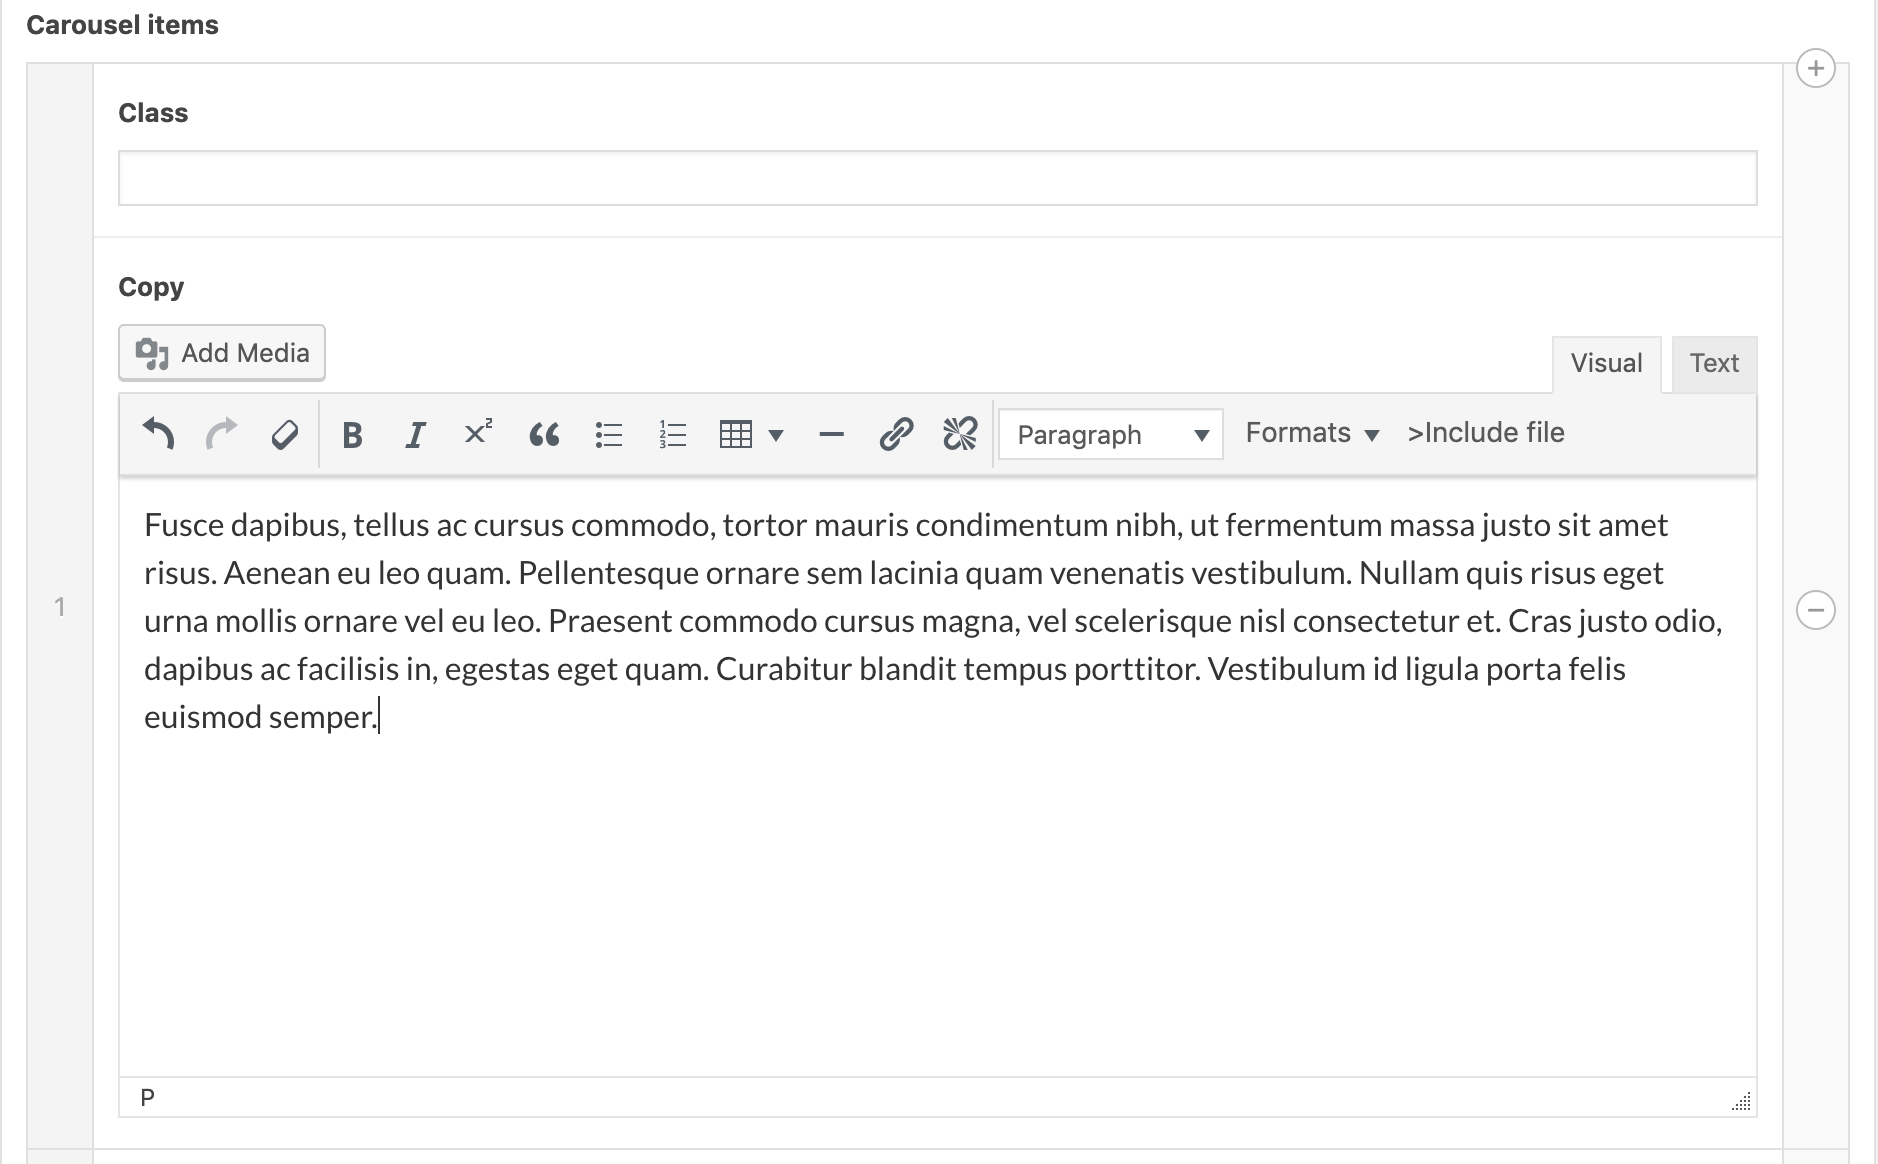 Carousel items
Class
Copy
Add Media
Visual
Text
Paragraph
Formats
>Include file
Fusce dapibus, tellus ac cursus commodo, tortor mauris condimentum nibh, ut fermentum massa justo sit amet
risus. Aenean eu leo quam. Pellentesque ornare sem lacinia quam venenatis vestibulum. Nullam quis risus eget
urna mollis ornare vel eu leo. Praesent commodo cursus magna, vel scelerisque nisl consectetur et. Cras justo odio,
dapibus ac facilisis in, egestas eget quam. Curabitur blandit tempus porttitor. Vestibulum id ligula porta felis
euismod semper.
1
P